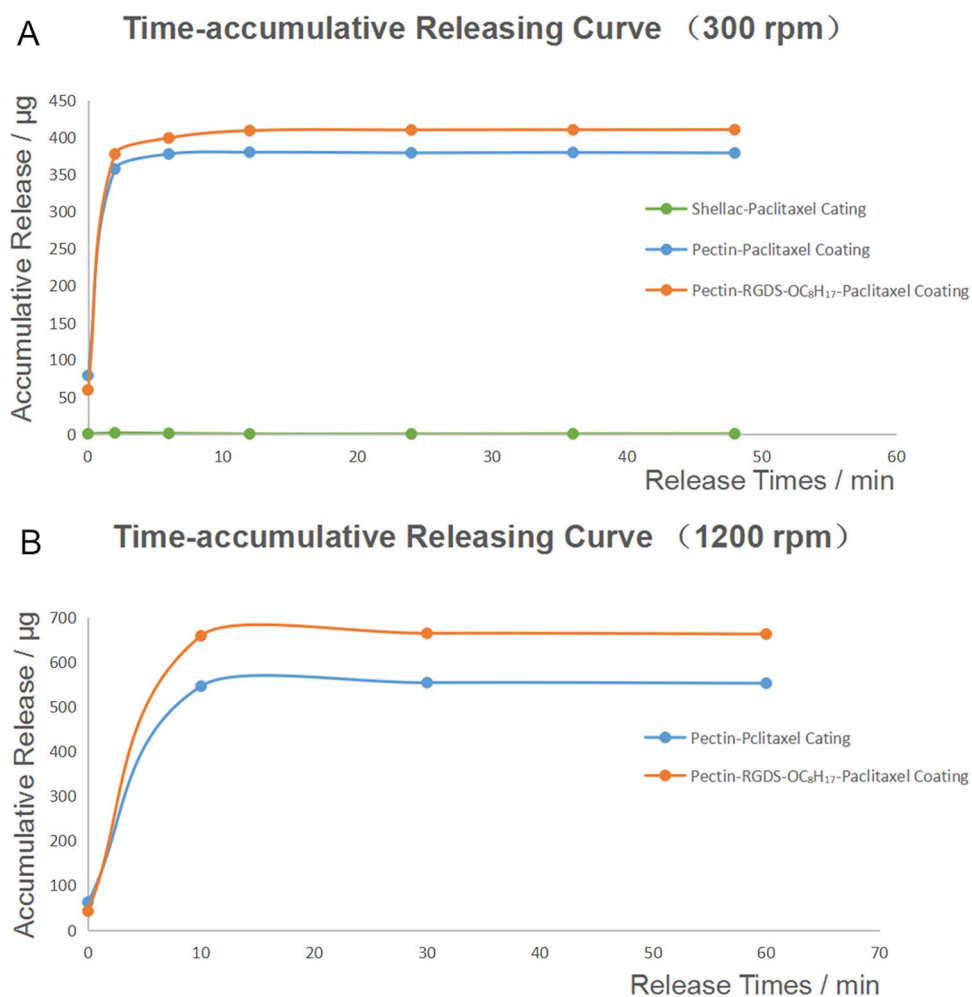 A
Time-accumulative Releasing Curve （300 rpm）
Accumulative Release / μg
450
400
350
300
250
200
150
100
50
0
0 10 20 30 40 50 60
Release Times / min
Shellac-Paclitaxel Cating
Pectin-Paclitaxel Coating
Pectin-RGDS-OC₈H₁₇-Paclitaxel Coating
B
Time-accumulative Releasing Curve （1200 rpm）
Accumulative Release / μg
700
600
500
400
300
200
100
0
0 10 20 30 40 50 60 70
Release Times / min
Pectin-Pclitaxel Cating
Pectin-RGDS-OC₈H₁₇-Paclitaxel Coating